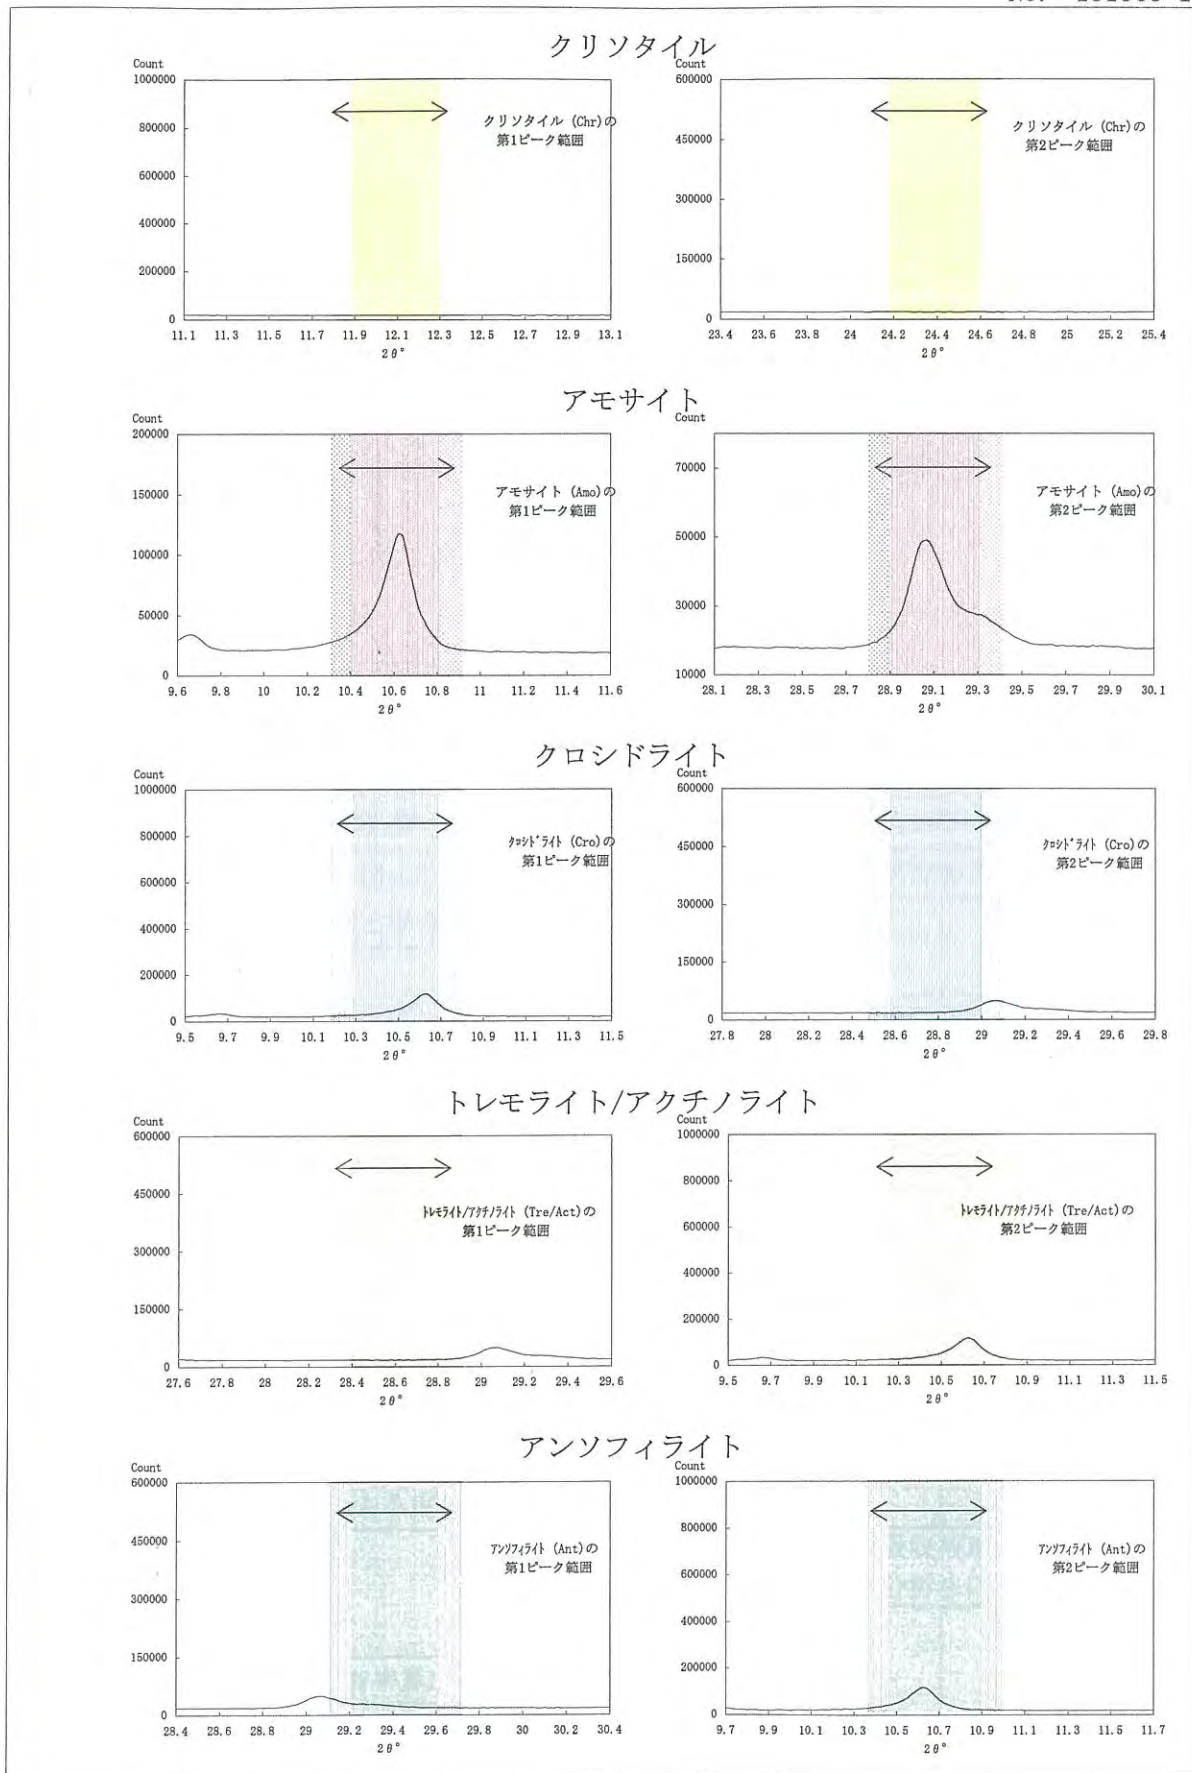 クリソタイル
Count
1000000
800000
600000
400000
200000
0
11.1 11.3 11.5 11.7 11.9 12.1 12.3 12.5 12.7 12.9 13.1
2θ°
クリソタイル (Chr)の
第1ピーク範囲
Count
600000
450000
300000
150000
0
23.4 23.6 23.8 24 24.2 24.4 24.6 24.8 25 25.2 25.4
2θ°
クリソタイル (Chr)の
第2ピーク範囲
アモサイト
Count
200000
150000
100000
50000
0
9.6 9.8 10 10.2 10.4 10.6 10.8 11 11.2 11.4 11.6
2θ°
アモサイト (Amo)の
第1ピーク範囲
Count
70000
50000
30000
10000
28.1 28.3 28.5 28.7 28.9 29.1 29.3 29.5 29.7 29.9 30.1
2θ°
アモサイト (Amo)の
第2ピーク範囲
クロシドライト
Count
1000000
800000
600000
400000
200000
0
9.5 9.7 9.9 10.1 10.3 10.5 10.7 10.9 11.1 11.3 11.5
2θ°
クロシドライト (Cro)の
第1ピーク範囲
Count
600000
450000
300000
150000
0
27.8 28 28.2 28.4 28.6 28.8 29 29.2 29.4 29.6 29.8
2θ°
クロシドライト (Cro)の
第2ピーク範囲
トレモライト/アクチノライト
Count
600000
450000
300000
150000
0
27.6 27.8 28 28.2 28.4 28.6 28.8 29 29.2 29.4 29.6
2θ°
トレモライト/アクチノライト (Tre/Act)の
第1ピーク範囲
Count
1000000
800000
600000
400000
200000
0
9.5 9.7 9.9 10.1 10.3 10.5 10.7 10.9 11.1 11.3 11.5
2θ°
トレモライト/アクチノライト (Tre/Act)の
第2ピーク範囲
アンソフィライト
Count
600000
450000
300000
150000
0
28.4 28.6 28.8 29 29.2 29.4 29.6 29.8 30 30.2 30.4
2θ°
アンソフィライト (Ant)の
第1ピーク範囲
Count
1000000
800000
600000
400000
200000
0
9.7 9.9 10.1 10.3 10.5 10.7 10.9 11.1 11.3 11.5 11.7
2θ°
アンソフィライト (Ant)の
第2ピーク範囲